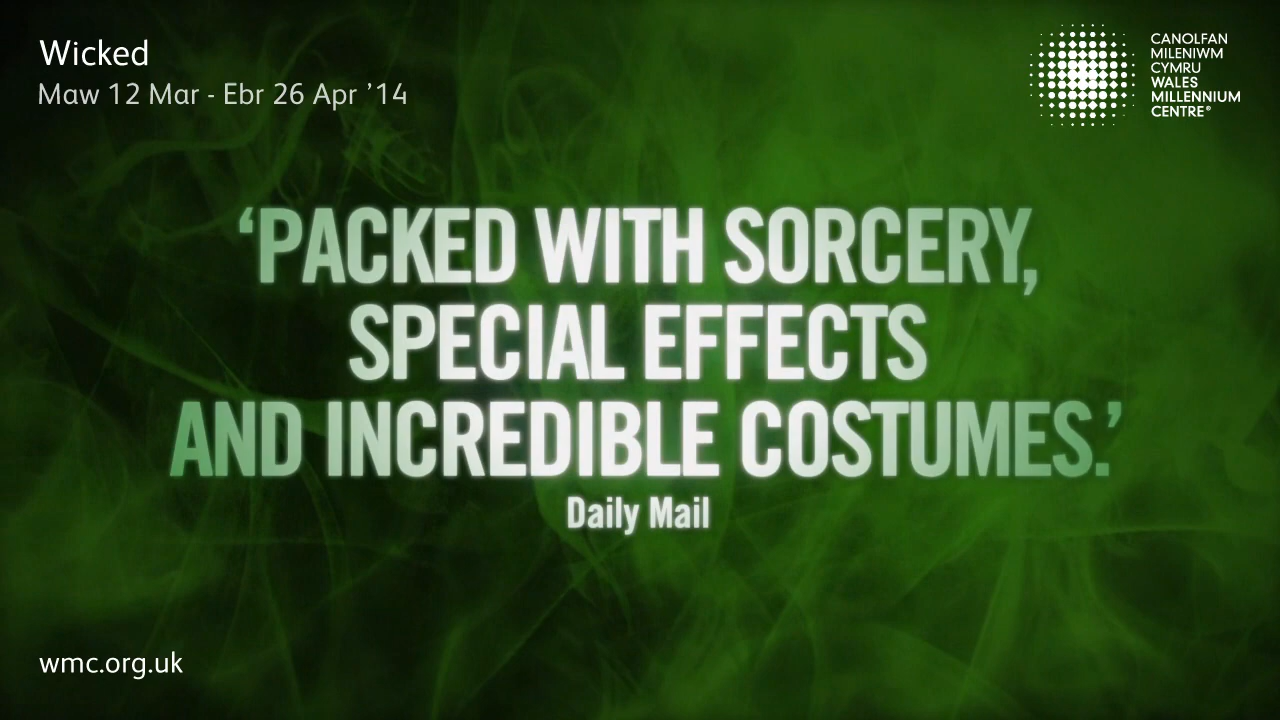 Wicked
Maw 12 Mar - Ebr 26 Apr ’14
CANOLFAN
MILENIWM
CYMRU
WALES
MILLENNIUM
CENTRE®
‘PACKED WITH SORCERY,
SPECIAL EFFECTS
AND INCREDIBLE COSTUMES.’
Daily Mail
wmc.org.uk